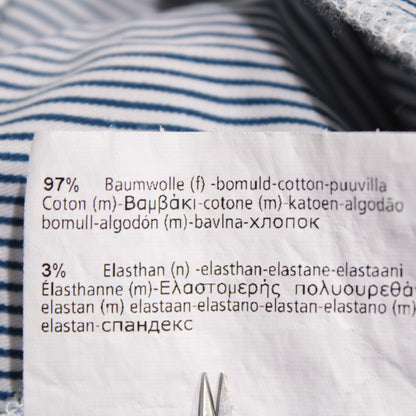 97% Baumwolle (f) -bomuld-cotton-puuvilla
Coton (m)-Βαμβάκι-cotone (m)-katoen-algodão
bomull-algodón (m)-bavlna-хлопок
3% Elasthan (n) -elasthan-elastane-elastaani
Élasthanne (m)-Ελαστομερής πολυουρεθά
elastan (m) elastaan-elastano-elastan-elastano (m)
elastan-спандекс